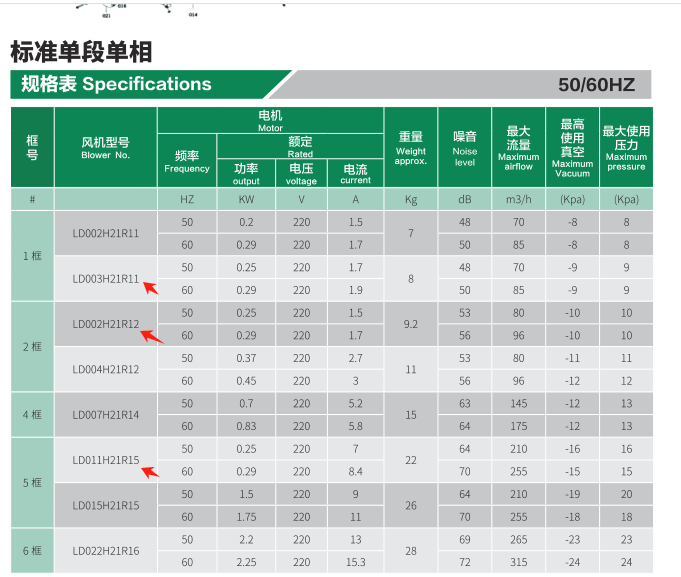 标准单段单相
规格表 Specifications 50/60HZ
框号 风机型号 Blower No. 电机 Motor 重量 Weight approx. 噪音 Noise level 最大流量 Maximum airflow 最高使用真空 Maximum Vacuum 最大使用压力 Maximum pressure
频率 Frequency 额定 Rated
功率 output 电压 voltage 电流 current
# HZ KW V A Kg dB m3/h (Kpa) (Kpa)
1 框 LD002H21R11 50 0.2 220 1.5 7 48 70 -8 8
60 0.29 220 1.7 50 85 -8 8
LD003H21R11 50 0.25 220 1.7 8 48 70 -9 9
60 0.29 220 1.9 50 85 -9 9
2 框 LD002H21R12 50 0.25 220 1.5 9.2 53 80 -10 10
60 0.29 220 1.7 56 96 -10 10
LD004H21R12 50 0.37 220 2.7 11 53 80 -11 11
60 0.45 220 3 56 96 -12 12
4 框 LD007H21R14 50 0.7 220 5.2 15 63 145 -12 13
60 0.83 220 5.8 64 175 -12 13
5 框 LD011H21R15 50 0.25 220 7 22 64 210 -16 16
60 0.29 220 8.4 70 255 -15 15
LD015H21R15 50 1.5 220 9 26 64 210 -19 20
60 1.75 220 11 70 255 -18 18
6 框 LD022H21R16 50 2.2 220 13 28 69 265 -23 23
60 2.25 220 15.3 72 315 -24 24